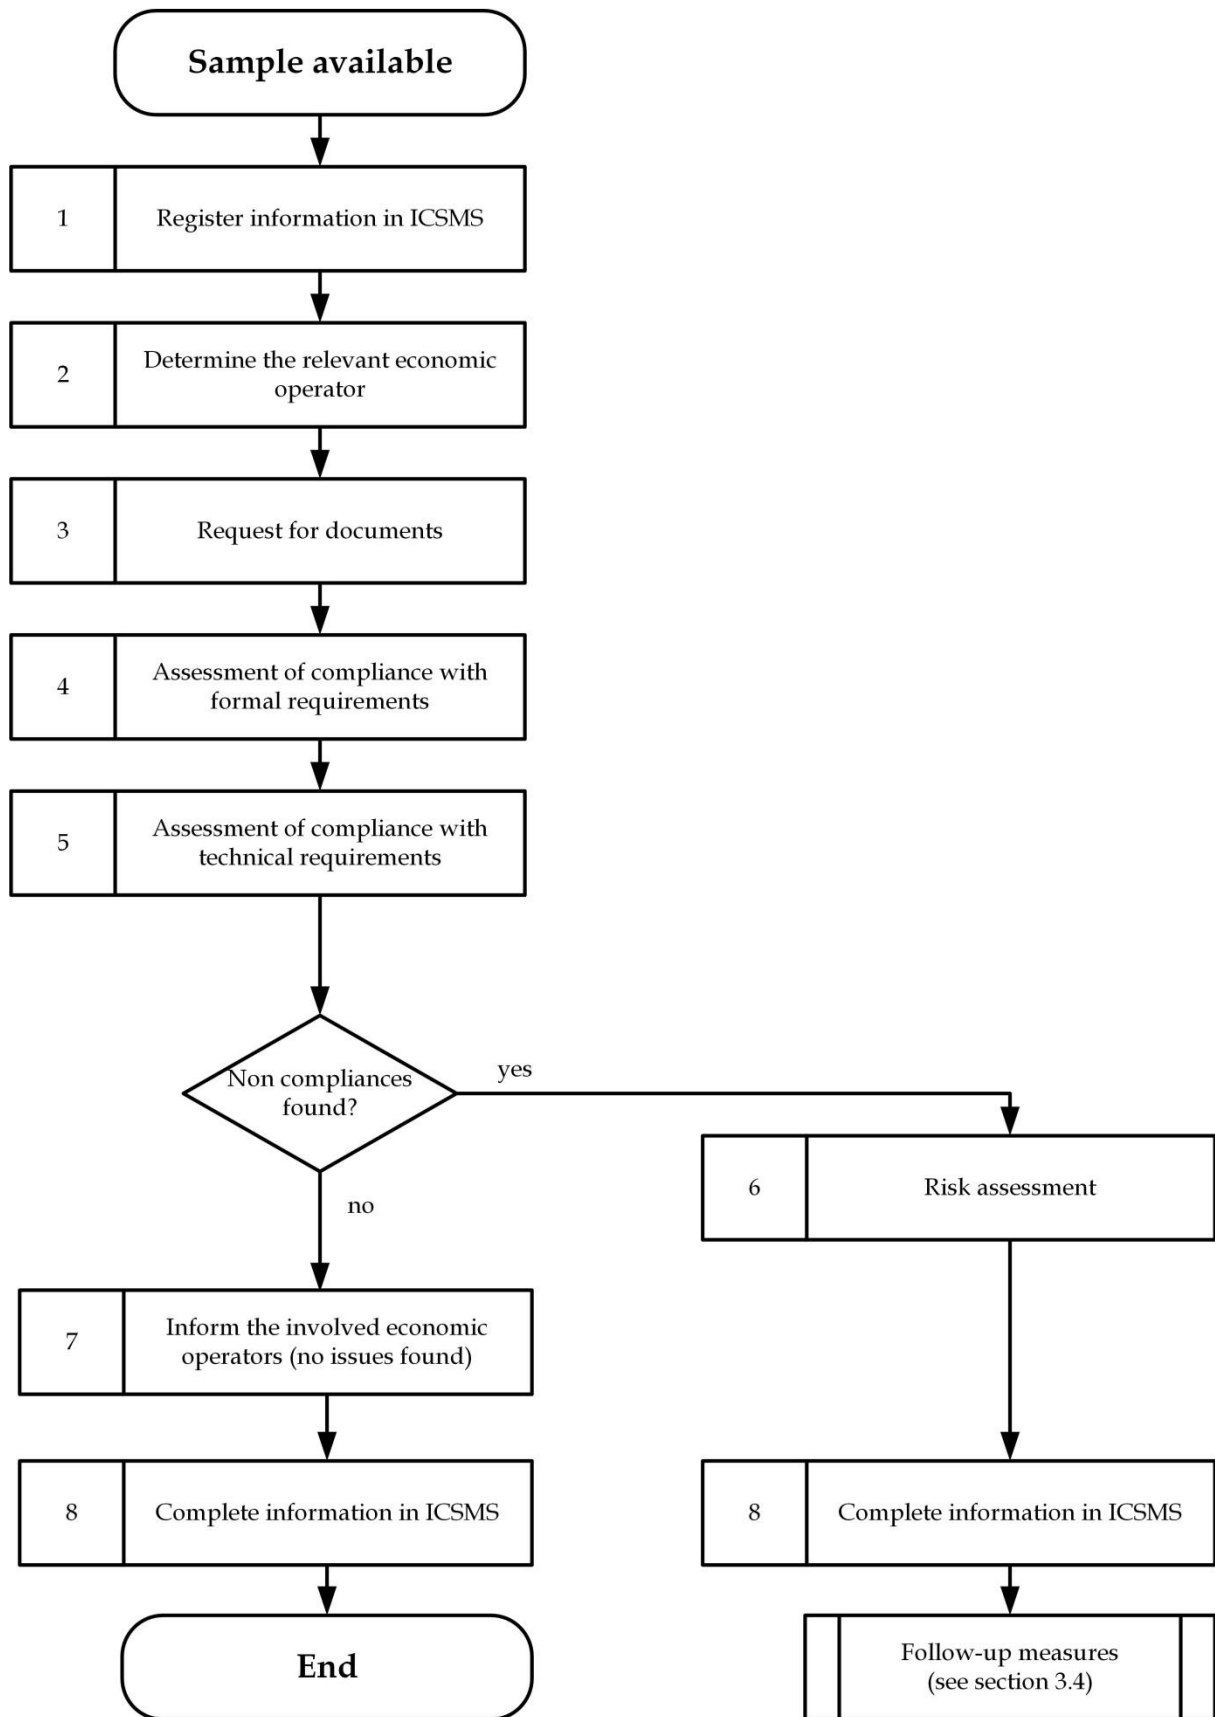 Sample available
1
Register information in ICSMS
2
Determine the relevant economic
operator
3
Request for documents
4
Assessment of compliance with
formal requirements
5
Assessment of compliance with
technical requirements
Non compliances
found?
yes
no
6
Risk assessment
7
Inform the involved economic
operators (no issues found)
8
Complete information in ICSMS
8
Complete information in ICSMS
End
Follow-up measures
(see section 3.4)